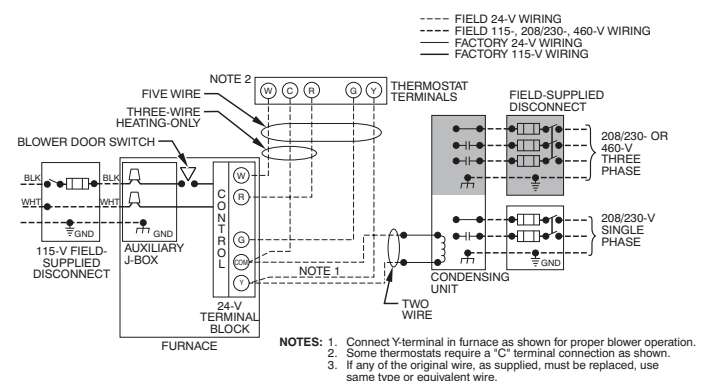 FIELD 24-V WIRING
FIELD 115-, 208/230-, 460-V WIRING
FACTORY 24-V WIRING
FACTORY 115-V WIRING
NOTE 2
W C R G Y
THERMOSTAT
TERMINALS
FIVE WIRE
THREE-WIRE
HEATING-ONLY
BLOWER DOOR SWITCH
FIELD-SUPPLIED
DISCONNECT
208/230- OR
460-V
THREE
PHASE
BLK
BLK
WHT
WHT
GND
GND
115-V FIELD-
SUPPLIED
DISCONNECT
AUXILIARY
J-BOX
CONTROL
W
R
G
COM
Y
NOTE 1
24-V
TERMINAL
BLOCK
FURNACE
TWO
WIRE
CONDENSING
UNIT
GND
208/230-V
SINGLE
PHASE
NOTES: 1. Connect Y-terminal in furnace as shown for proper blower operation.
2. Some thermostats require a "C" terminal connection as shown.
3. If any of the original wire, as supplied, must be replaced, use
same type or equivalent wire.